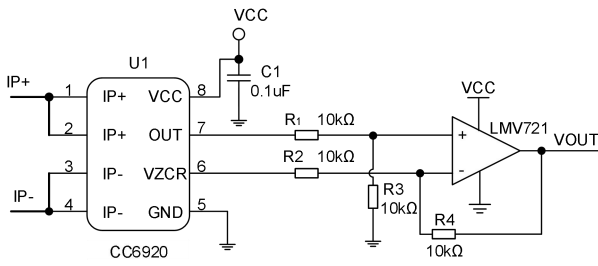 VCC
U1
C1
0.1uF
IP+
1 IP+ VCC 8
2 IP+ OUT 7
3 IP- VZCR 6
IP-
4 IP- GND 5
CC6920
R1 10kΩ
R2 10kΩ
R3
10kΩ
VCC
LMV721
+
-
VOUT
R4
10kΩ